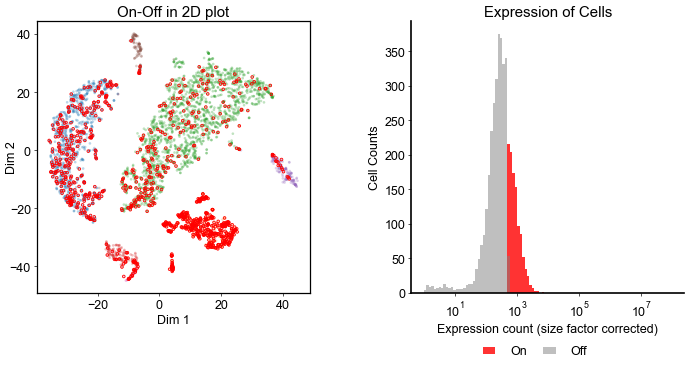 On-Off in 2D plot
40
20
0
−20
−40
Dim 2
−20
0
20
40
Dim 1
Expression of Cells
350
300
250
200
150
100
50
0
Cell Counts
10^1
10^3
10^5
10^7
Expression count (size factor corrected)
On
Off